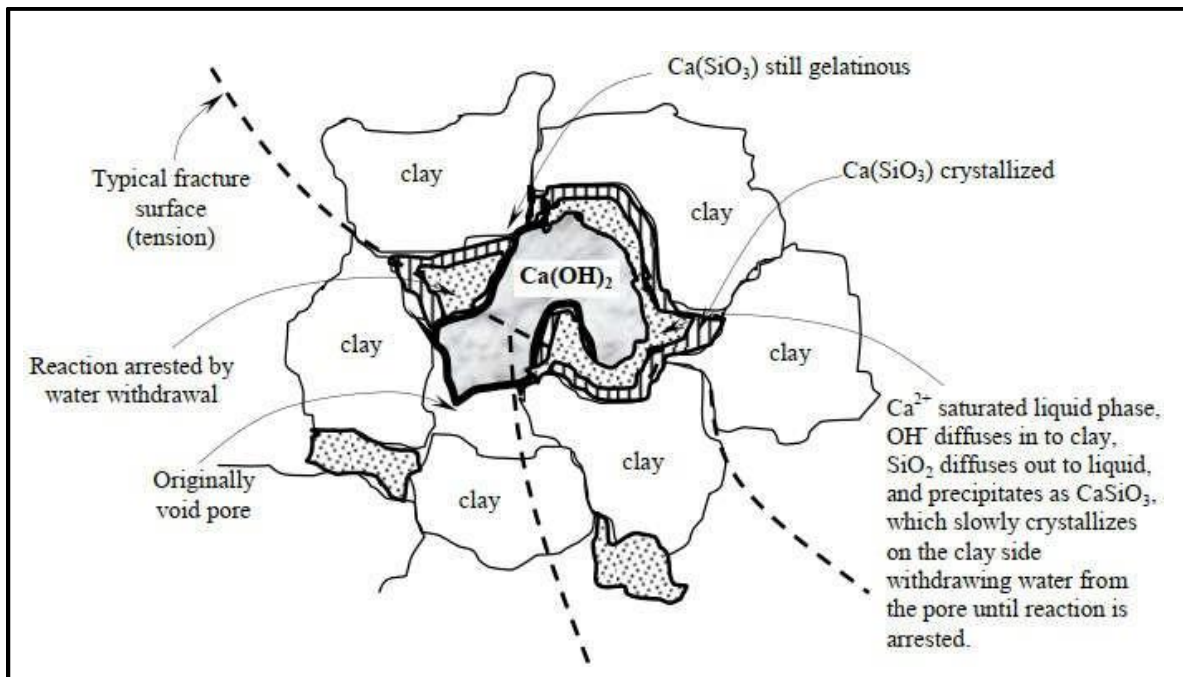 Ca(SiO₃) still gelatinous
Typical fracture
surface
(tension)
clay
Ca(SiO₃) crystallized
clay
Ca(OH)₂
clay
clay
Reaction arrested by
water withdrawal
Ca²⁺ saturated liquid phase,
OH⁻ diffuses in to clay,
SiO₂ diffuses out to liquid,
and precipitates as CaSiO₃,
which slowly crystallizes
on the clay side
withdrawing water from
the pore until reaction is
arrested.
Originally
void pore
clay
clay